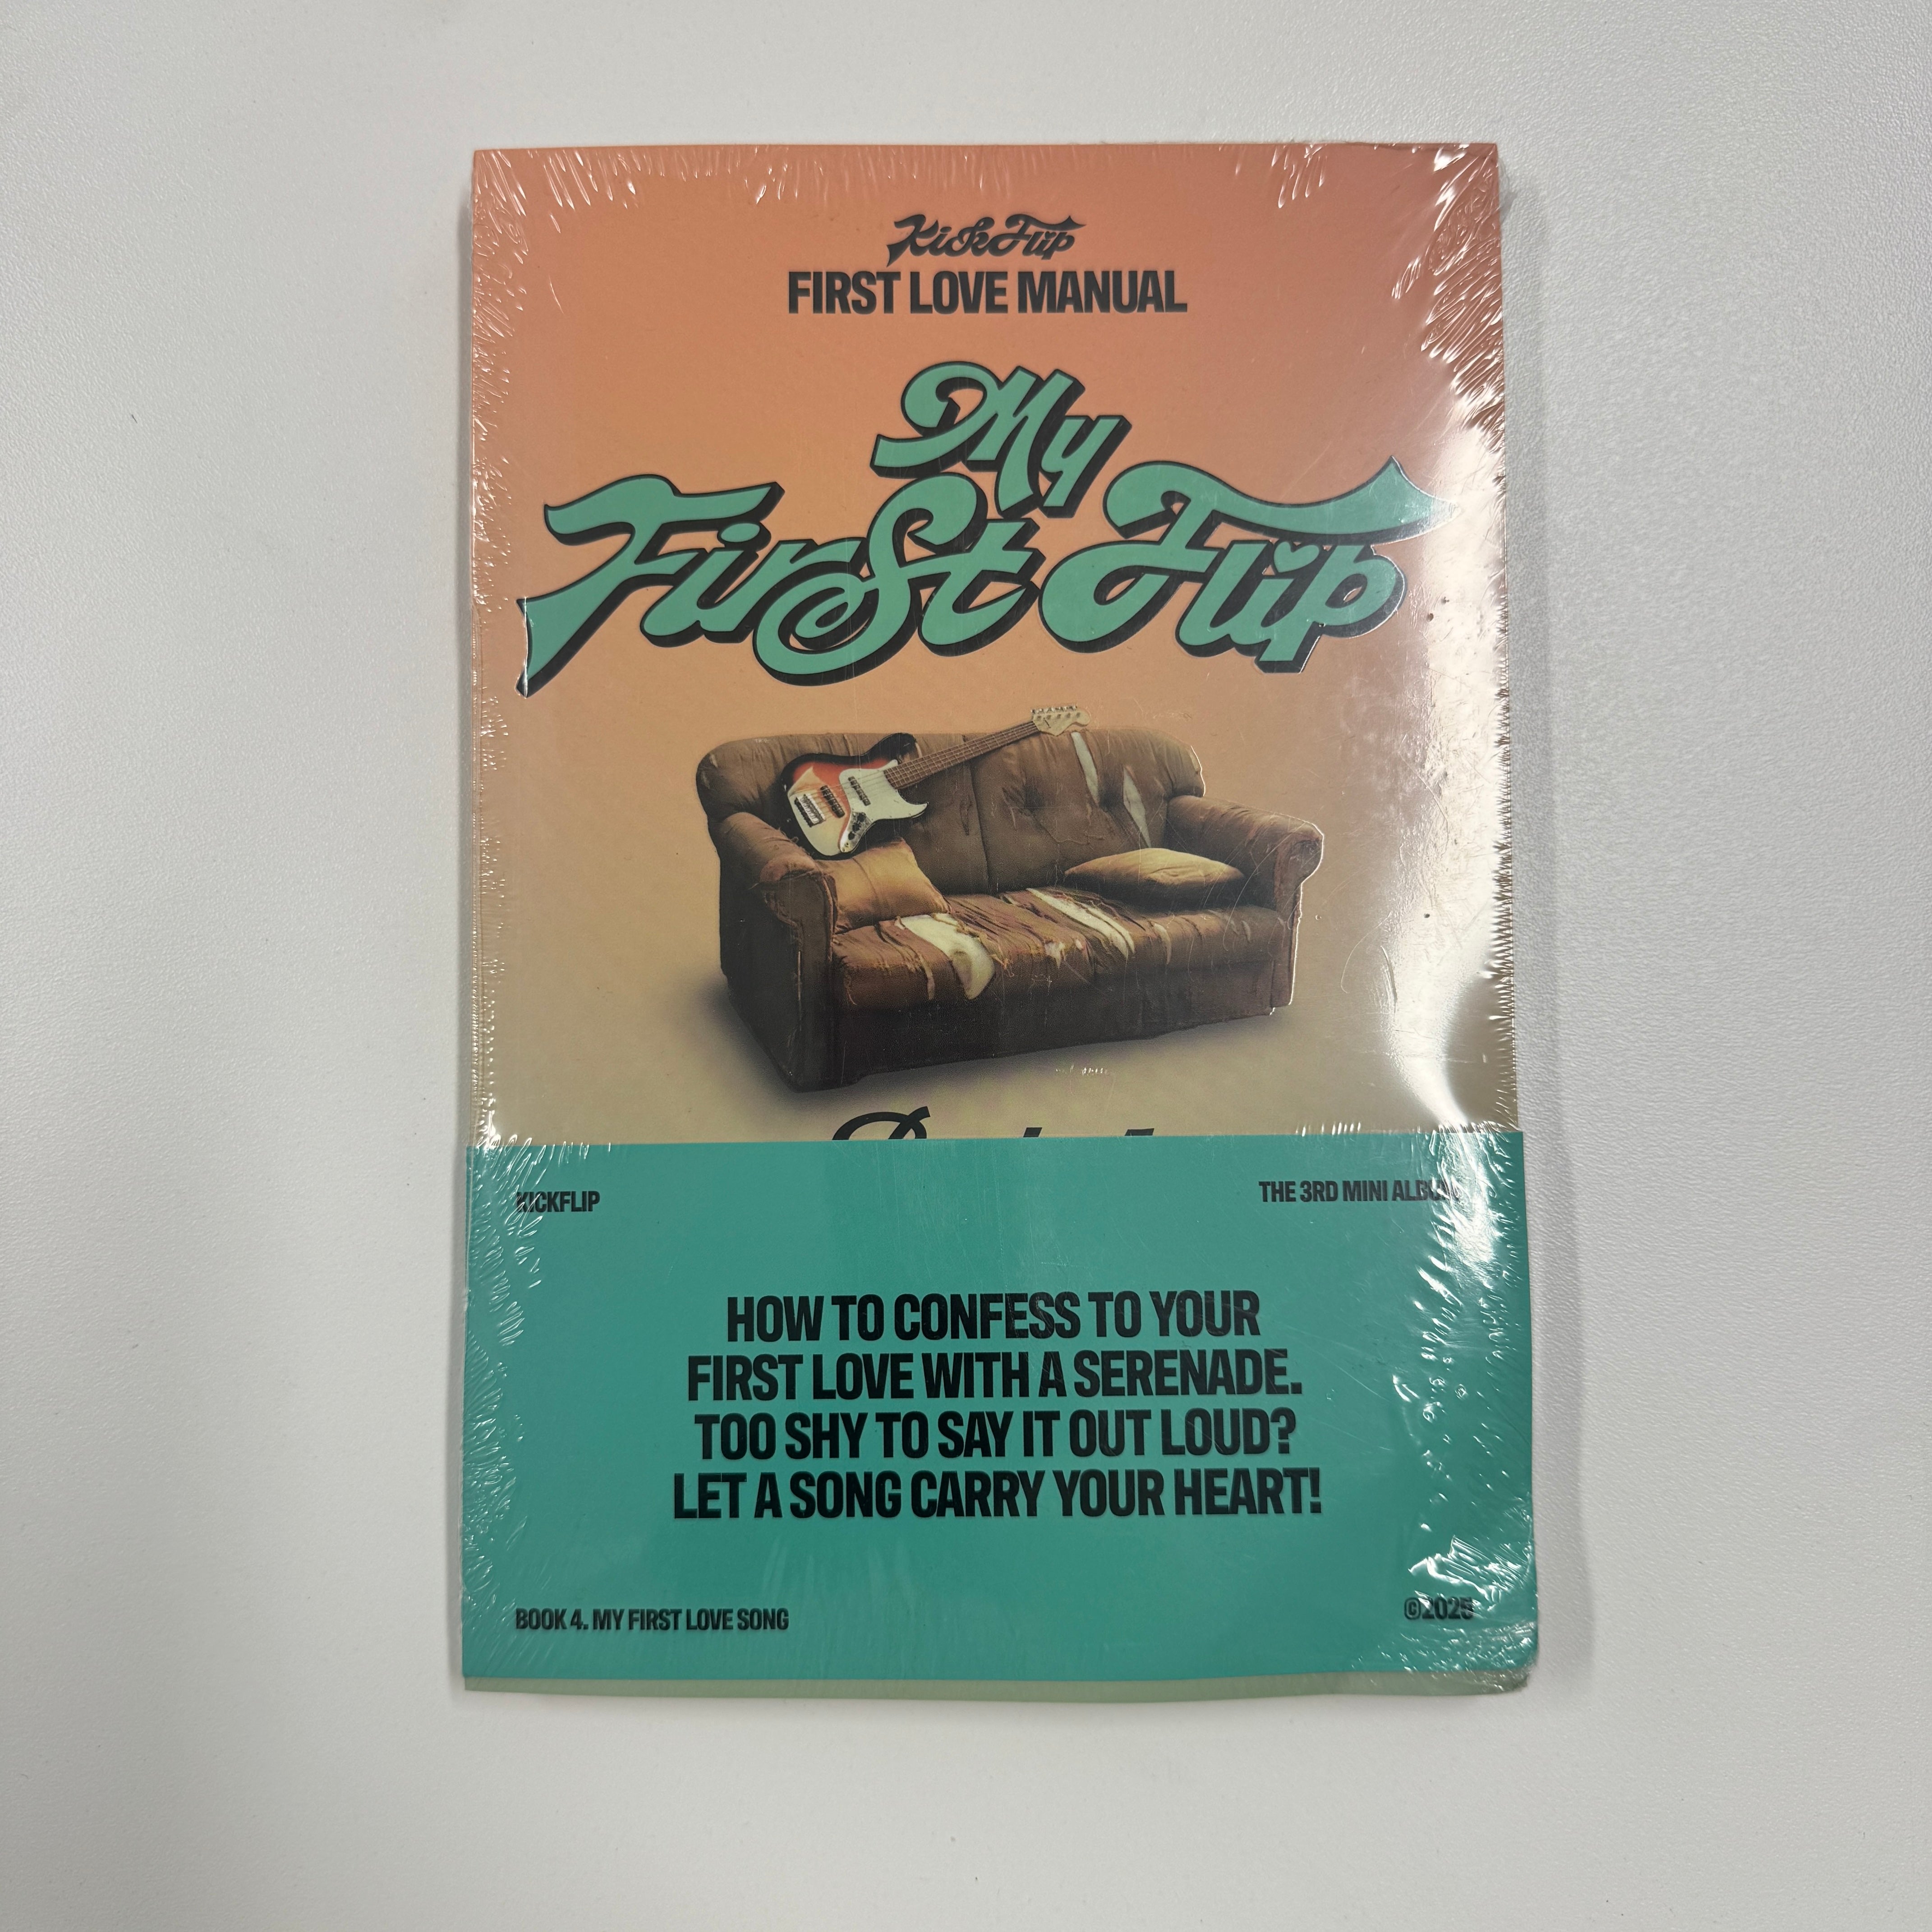 KickFlip
FIRST LOVE MANUAL
My
First Flip
KICKFLIP
THE 3RD MINI ALBUM
HOW TO CONFESS TO YOUR
FIRST LOVE WITH A SERENADE.
TOO SHY TO SAY IT OUT LOUD?
LET A SONG CARRY YOUR HEART!
BOOK 4. MY FIRST LOVE SONG
©2025